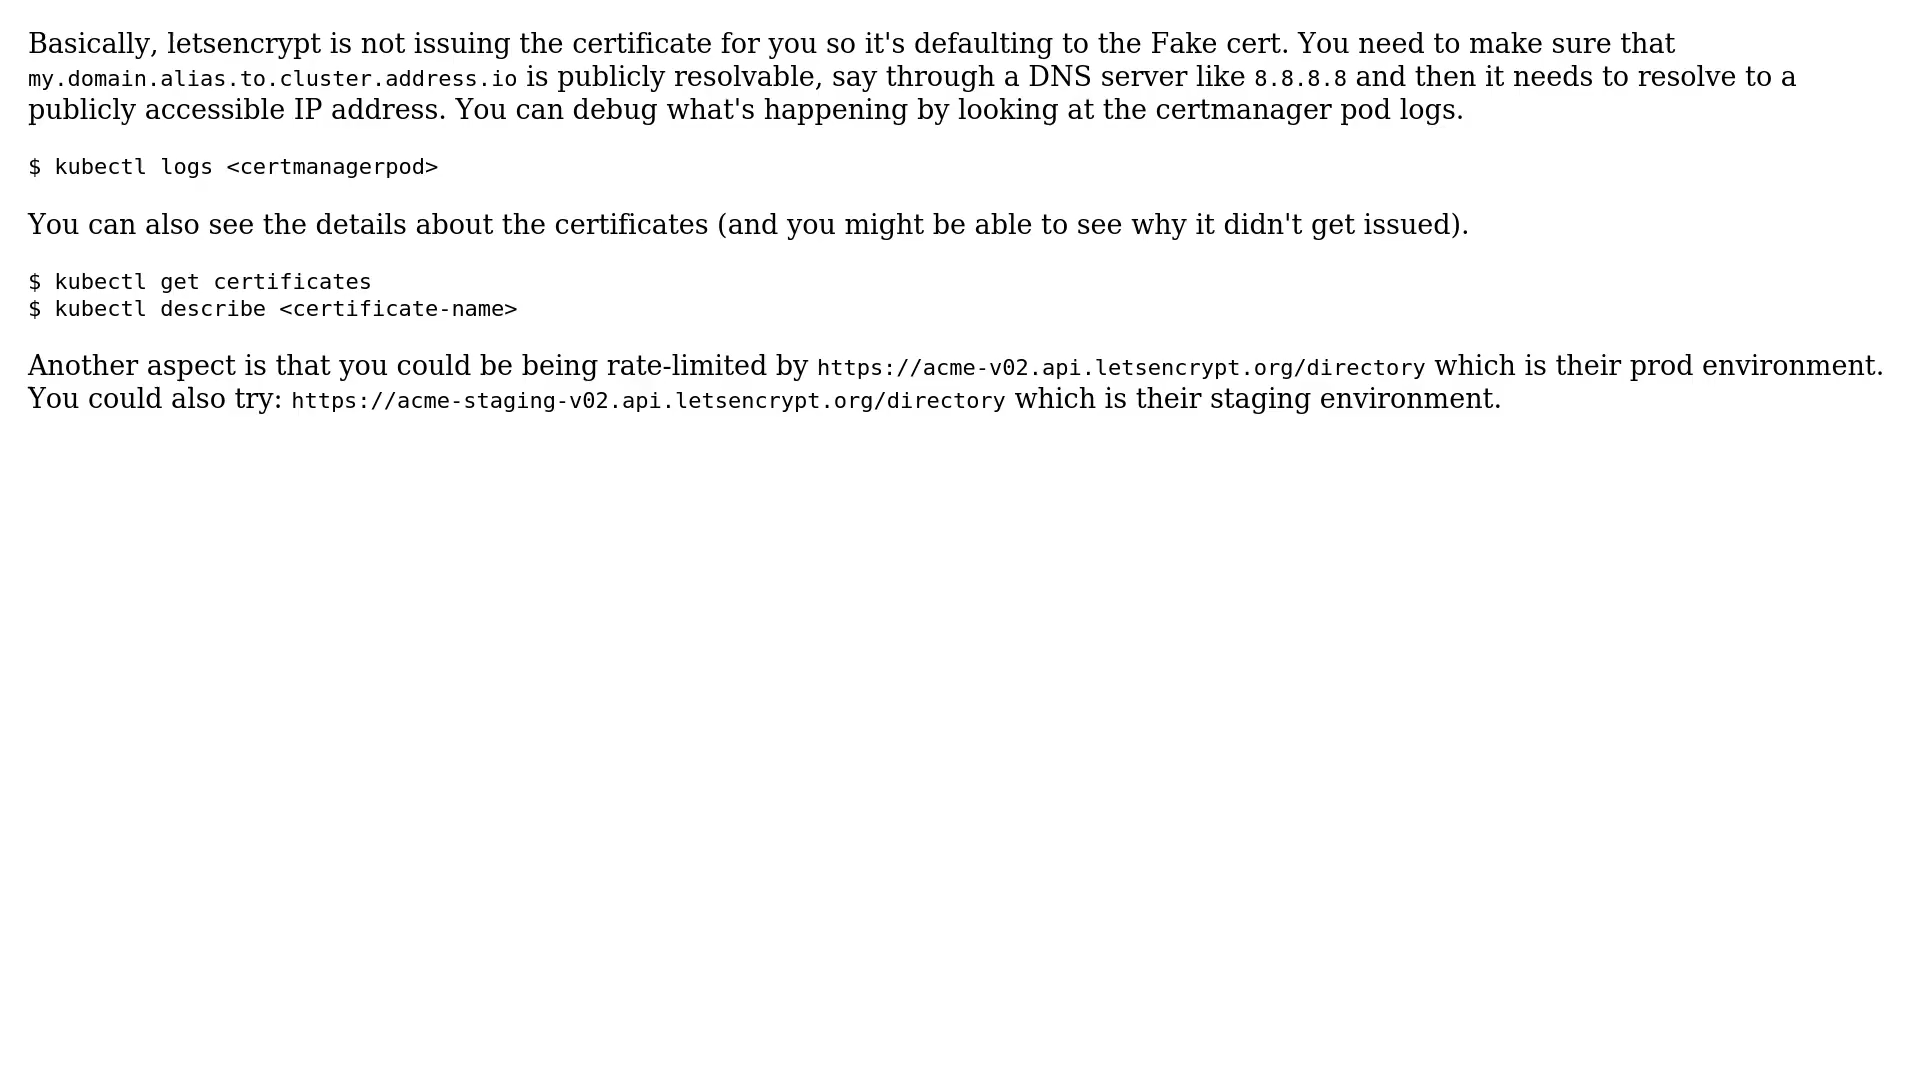 Basically, letsencrypt is not issuing the certificate for you so it's defaulting to the Fake cert. You need to make sure that
my.domain.alias.to.cluster.address.io is publicly resolvable, say through a DNS server like 8.8.8.8 and then it needs to resolve to a
publicly accessible IP address. You can debug what's happening by looking at the certmanager pod logs.
$ kubectl logs <certmanagerpod>
You can also see the details about the certificates (and you might be able to see why it didn't get issued).
$ kubectl get certificates
$ kubectl describe <certificate-name>
Another aspect is that you could be being rate-limited by https://acme-v02.api.letsencrypt.org/directory which is their prod environment.
You could also try: https://acme-staging-v02.api.letsencrypt.org/directory which is their staging environment.